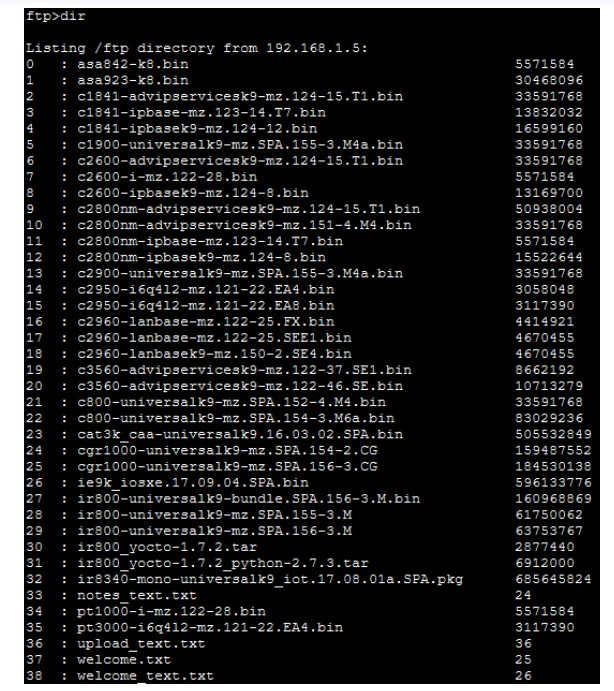 ftp>dir
Listing /ftp directory from 192.168.1.5:
0 : asa842-k8.bin 5571584
1 : asa923-k8.bin 30468096
2 : c1841-advipservicesk9-mz.124-15.T1.bin 33591768
3 : c1841-ipbase-mz.123-14.T7.bin 13832032
4 : c1841-ipbasek9-mz.124-12.bin 16599160
5 : c1900-universalk9-mz.SPA.155-3.M4a.bin 33591768
6 : c2600-advipservicesk9-mz.124-15.T1.bin 33591768
7 : c2600-i-mz.122-28.bin 5571584
8 : c2600-ipbasek9-mz.124-8.bin 13169700
9 : c2800nm-advipservicesk9-mz.124-15.T1.bin 50938004
10 : c2800nm-advipservicesk9-mz.151-4.M4.bin 33591768
11 : c2800nm-ipbase-mz.123-14.T7.bin 5571584
12 : c2800nm-ipbasek9-mz.124-8.bin 15522644
13 : c2900-universalk9-mz.SPA.155-3.M4a.bin 33591768
14 : c2950-i6q4l2-mz.121-22.EA4.bin 3058048
15 : c2950-i6q4l2-mz.121-22.EA8.bin 3117390
16 : c2960-lanbase-mz.122-25.FX.bin 4414921
17 : c2960-lanbase-mz.122-25.SEE1.bin 4670455
18 : c2960-lanbasek9-mz.150-2.SE4.bin 4670455
19 : c3560-advipservicesk9-mz.122-37.SE1.bin 8662192
20 : c3560-advipservicesk9-mz.122-46.SE.bin 10713279
21 : c800-universalk9-mz.SPA.152-4.M4.bin 33591768
22 : c800-universalk9-mz.SPA.154-3.M6a.bin 83029236
23 : cat3k_caa-universalk9.16.03.02.SPA.bin 505532849
24 : cgr1000-universalk9-mz.SPA.154-2.CG 159487552
25 : cgr1000-universalk9-mz.SPA.156-3.CG 184530138
26 : ie9k_iosxe.17.09.04.SPA.bin 596133776
27 : ir800-universalk9-bundle.SPA.156-3.M.bin 160968869
28 : ir800-universalk9-mz.SPA.155-3.M 61750062
29 : ir800-universalk9-mz.SPA.156-3.M 63753767
30 : ir800_yocto-1.7.2.tar 2877440
31 : ir800_yocto-1.7.2_python-2.7.3.tar 6912000
32 : ir8340-mono-universalk9_iot.17.08.01a.SPA.pkg 685645824
33 : notes_text.txt 24
34 : pt1000-i-mz.122-28.bin 5571584
35 : pt3000-i6q4l2-mz.121-22.EA4.bin 3117390
36 : upload_text.txt 36
37 : welcome.txt 25
38 : welcome_text.txt 26